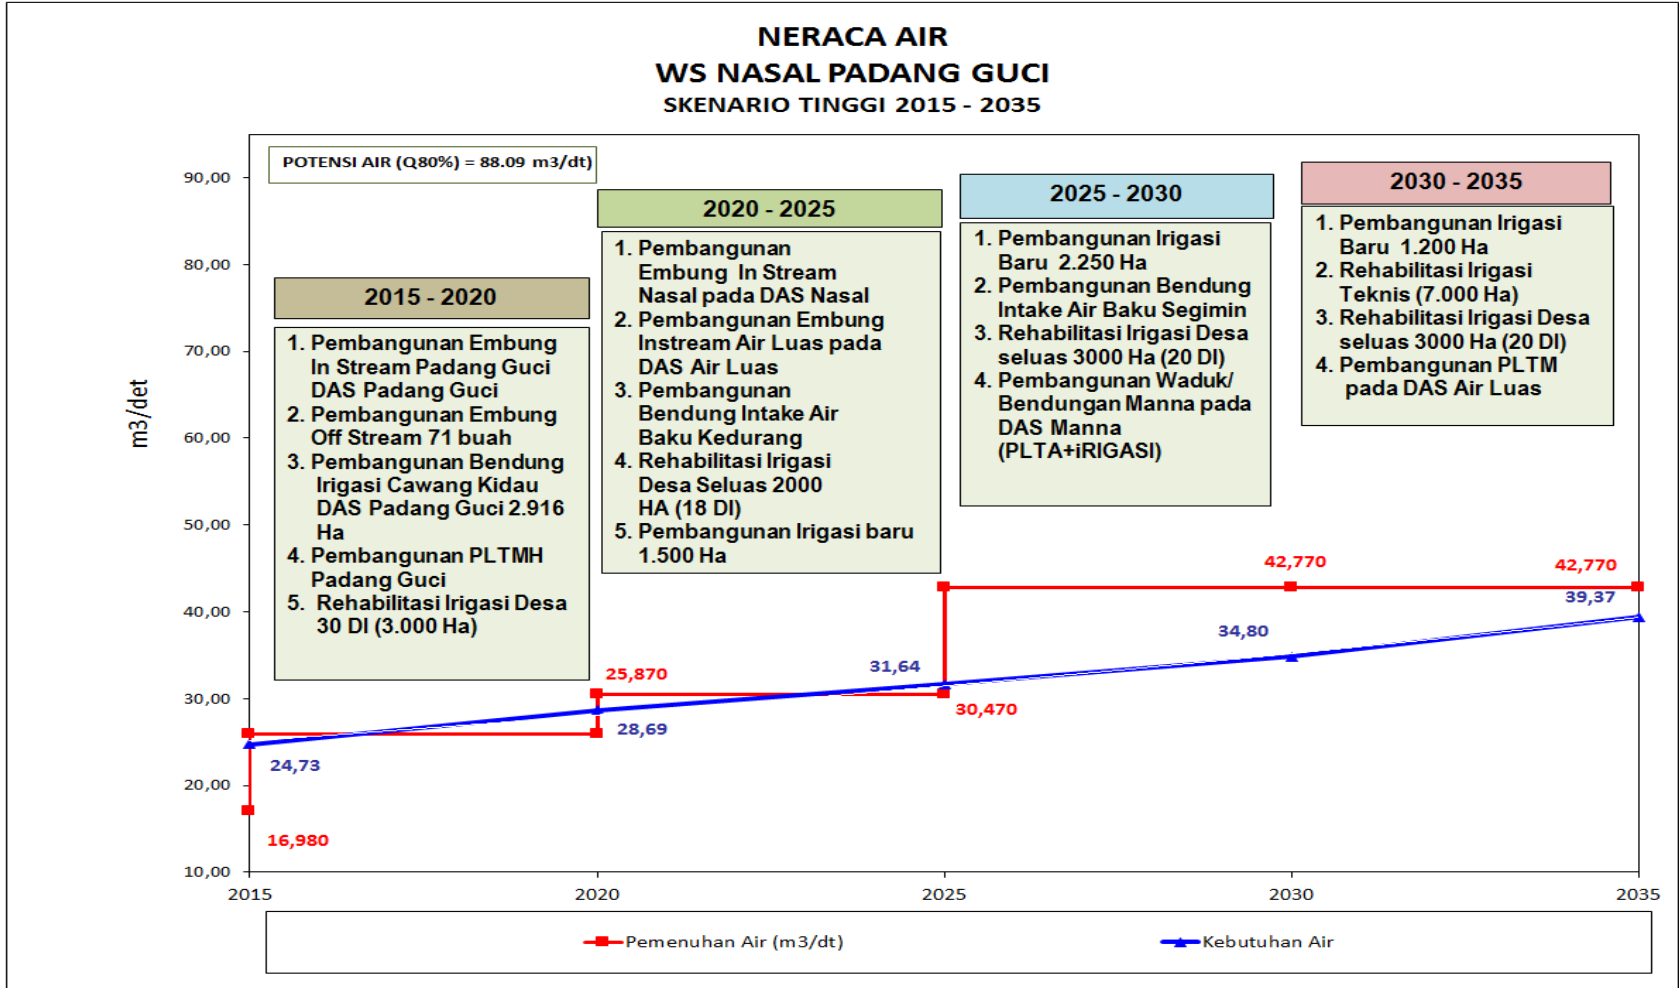 NERACA AIR
WS NASAL PADANG GUCI
SKENARIO TINGGI 2015 - 2035
POTENSI AIR (Q80%) = 88.09 m3/dt)
m3/det
90,00
80,00
70,00
60,00
50,00
40,00
30,00
20,00
10,00
2015 - 2020
1. Pembangunan Embung
In Stream Padang Guci
DAS Padang Guci
2. Pembangunan Embung
Off Stream 71 buah
3. Pembangunan Bendung
Irigasi Cawang Kidau
DAS Padang Guci 2.916
Ha
4. Pembangunan PLTMH
Padang Guci
5. Rehabilitasi Irigasi Desa
30 DI (3.000 Ha)
2020 - 2025
1. Pembangunan
Embung In Stream
Nasal pada DAS Nasal
2. Pembangunan Embung
Instream Air Luas pada
DAS Air Luas
3. Pembangunan
Bendung Intake Air
Baku Kedurang
4. Rehabilitasi Irigasi
Desa Seluas 2000
HA (18 DI)
5. Pembangunan Irigasi baru
1.500 Ha
2025 - 2030
1. Pembangunan Irigasi
Baru 2.250 Ha
2. Pembangunan Bendung
Intake Air Baku Segimin
3. Rehabilitasi Irigasi Desa
seluas 3000 Ha (20 DI)
4. Pembangunan Waduk/
Bendungan Manna pada
DAS Manna
(PLTA+iRIGASI)
2030 - 2035
1. Pembangunan Irigasi
Baru 1.200 Ha
2. Rehabilitasi Irigasi
Teknis (7.000 Ha)
3. Rehabilitasi Irigasi Desa
seluas 3000 Ha (20 DI)
4. Pembangunan PLTM
pada DAS Air Luas
16,980
25,870
30,470
42,770
42,770
24,73
28,69
31,64
34,80
39,37
2015
2020
2025
2030
2035
Pemenuhan Air (m3/dt)
Kebutuhan Air